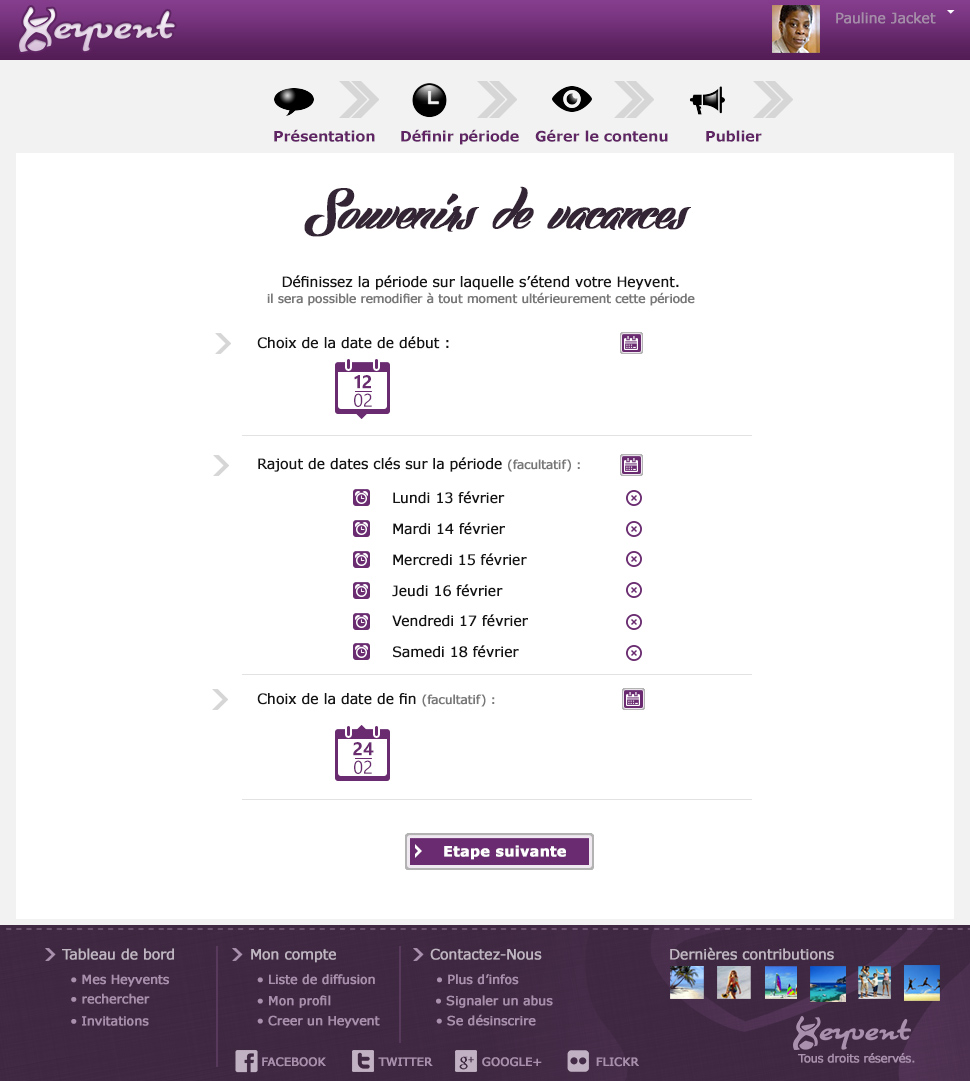 Heyvent
Pauline Jacket
Présentation
Définir période
Gérer le contenu
Publier
Souvenirs de vacances
Définissez la période sur laquelle s'étend votre Heyvent.
il sera possible remodifier à tout moment ultérieurement cette période
Choix de la date de début :
12
02
Rajout de dates clés sur la période (facultatif) :
Lundi 13 février
Mardi 14 février
Mercredi 15 février
Jeudi 16 février
Vendredi 17 février
Samedi 18 février
Choix de la date de fin (facultatif) :
24
02
Etape suivante
Tableau de bord
• Mes Heyvents
• rechercher
• Invitations
Mon compte
• Liste de diffusion
• Mon profil
• Creer un Heyvent
Contactez-Nous
• Plus d'infos
• Signaler un abus
• Se désinscrire
Dernières contributions
FACEBOOK
TWITTER
g+ GOOGLE+
FLICKR
Heyvent
Tous droits réservés.